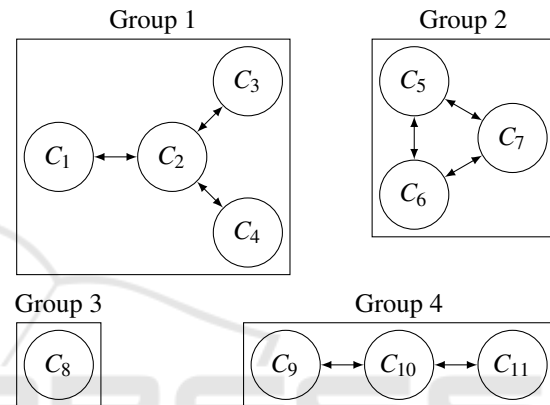 Group 1
Group 2
C₃
C₅
C₇
C₁
C₂
C₆
C₄
Group 3
Group 4
C₈
C₉
C₁₀
C₁₁